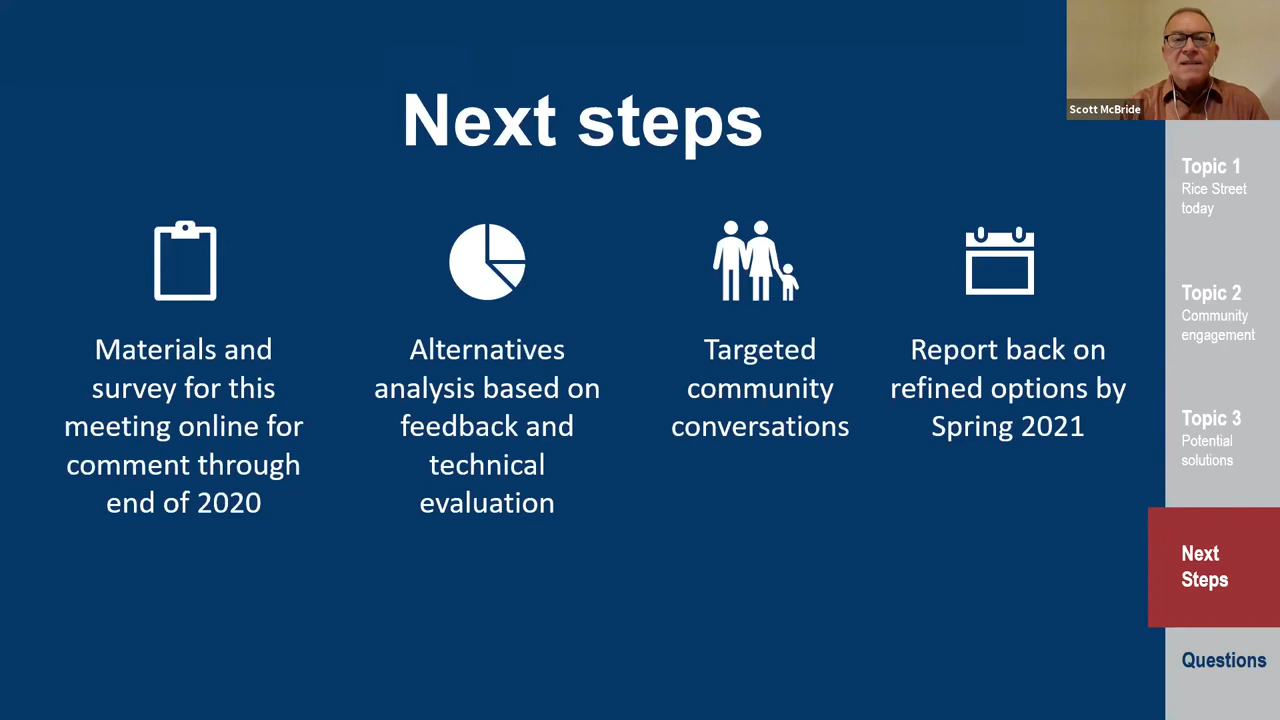 Next steps
Materials and
survey for this
meeting online for
comment through
end of 2020
Alternatives
analysis based on
feedback and
technical
evaluation
Targeted
community
conversations
Report back on
refined options by
Spring 2021
Scott McBride
Topic 1
Rice Street
today
Topic 2
Community
engagement
Topic 3
Potential
solutions
Next
Steps
Questions